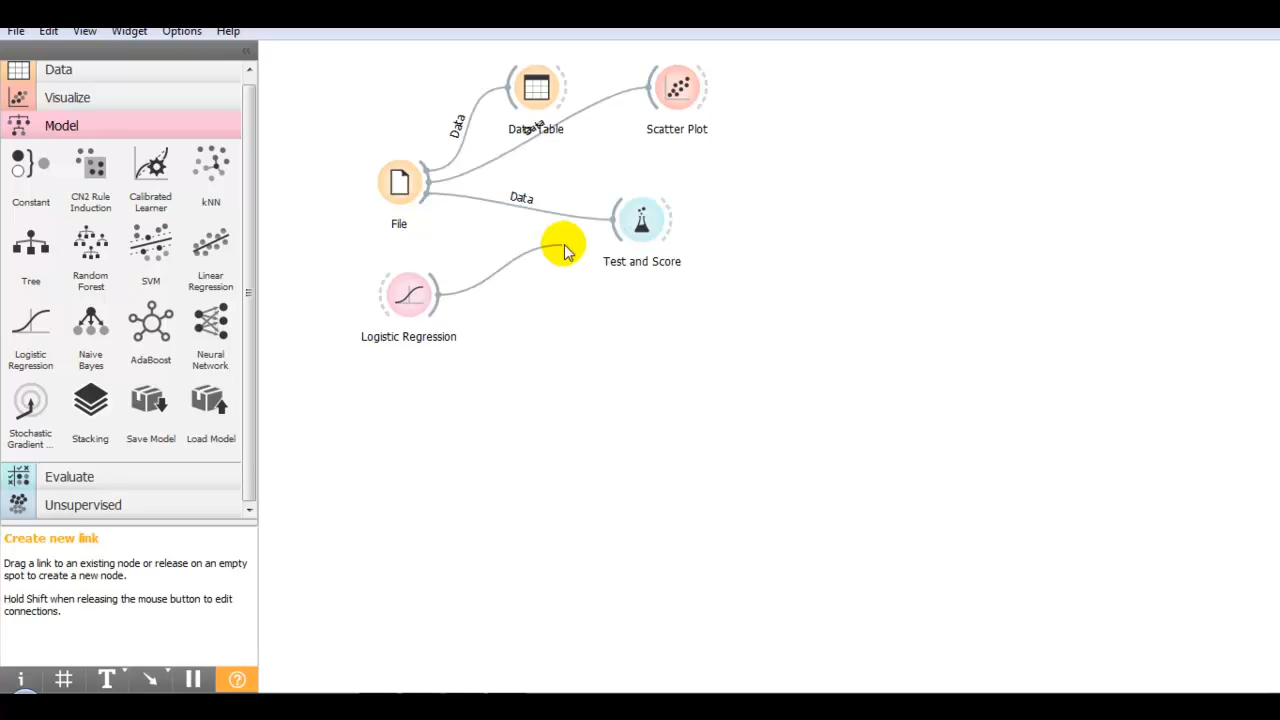 File Edit View Widget Options Help
Data
Visualize
Model
Constant
CN2 Rule
Induction
Calibrated
Learner
kNN
Tree
Random
Forest
SVM
Linear
Regression
Logistic
Regression
Naive
Bayes
AdaBoost
Neural
Network
Stochastic
Gradient ...
Stacking
Save Model
Load Model
Evaluate
Unsupervised
Create new link
Drag a link to an existing node or release on an empty
spot to create a new node.
Hold Shift when releasing the mouse button to edit
connections.
Data
Data
Data Table
Scatter Plot
Data
File
Test and Score
Logistic Regression